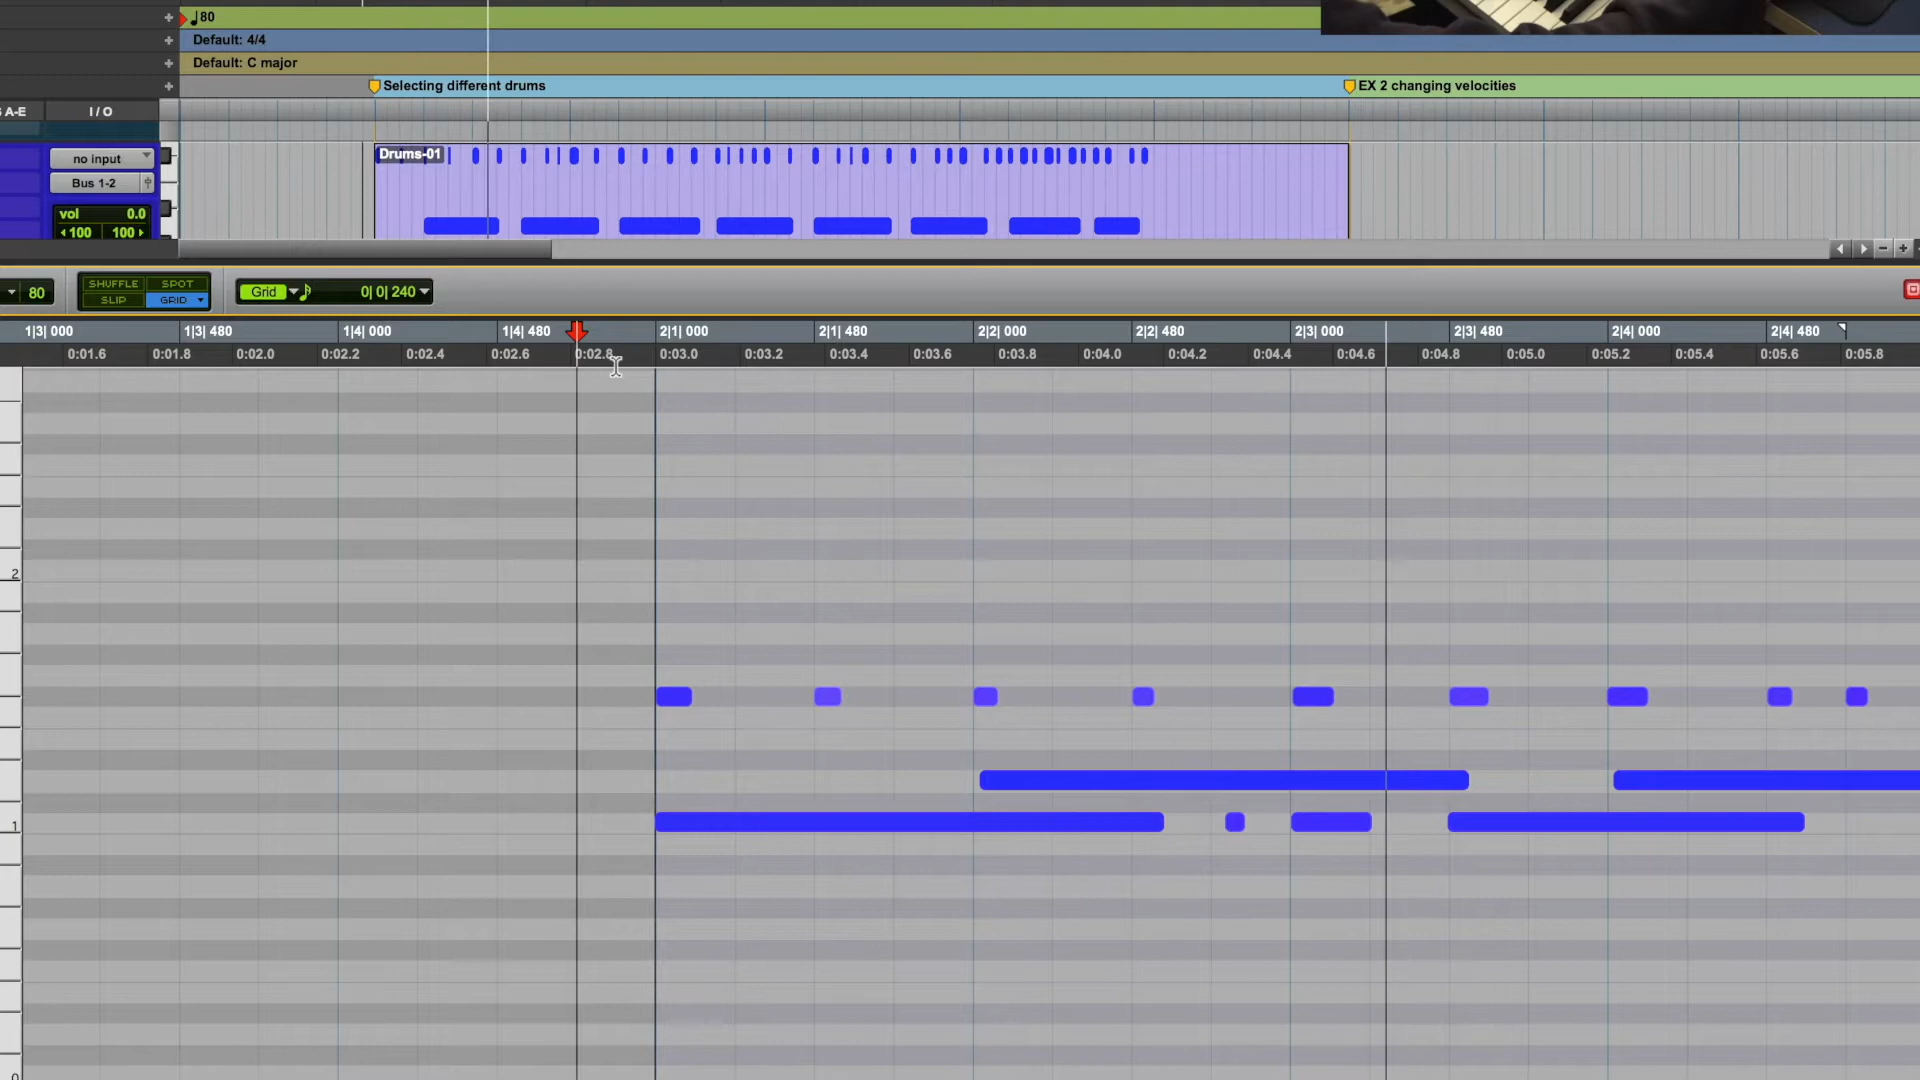 80
Default: 4/4
Default: C major
Selecting different drums EX 2 changing velocities
S A-E I / O
no input Drums-01
Bus 1-2
vol 0.0
100 100
80 SHUFFLE SPOT Grid 0| 0| 240
SLIP GRID
1|3| 000 1|3| 480 1|4| 000 1|4| 480 2|1| 000 2|1| 480 2|2| 000 2|2| 480 2|3| 000 2|3| 480 2|4| 000 2|4| 480
0:01.6 0:01.8 0:02.0 0:02.2 0:02.4 0:02.6 0:02.8 0:03.0 0:03.2 0:03.4 0:03.6 0:03.8 0:04.0 0:04.2 0:04.4 0:04.6 0:04.8 0:05.0 0:05.2 0:05.4 0:05.6 0:05.8
2
1
0